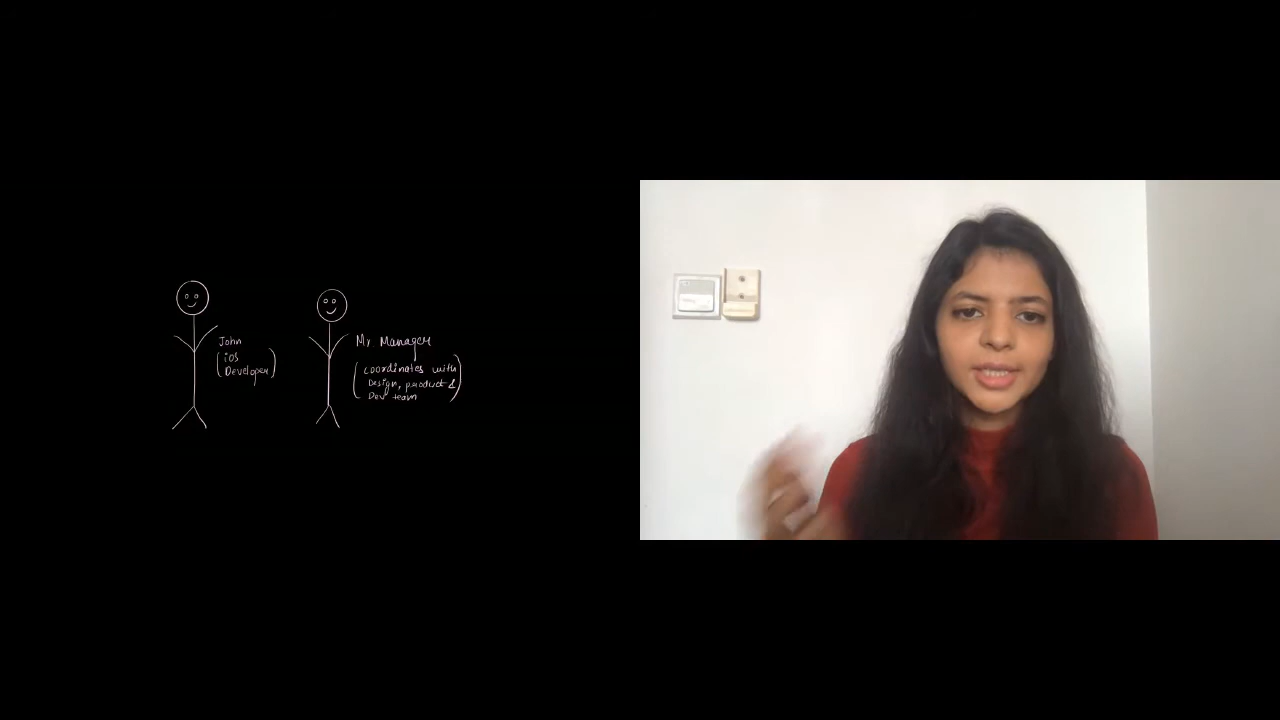 John
(iOS
Developer)
Mr Manager
(coordinates with
Design, product &
Dev team)